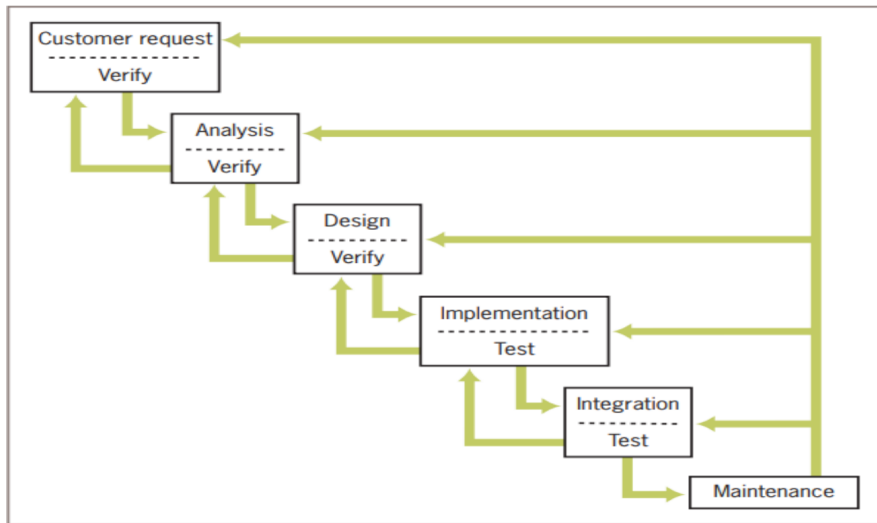 Customer request
Verify
Analysis
Verify
Design
Verify
Implementation
Test
Integration
Test
Maintenance